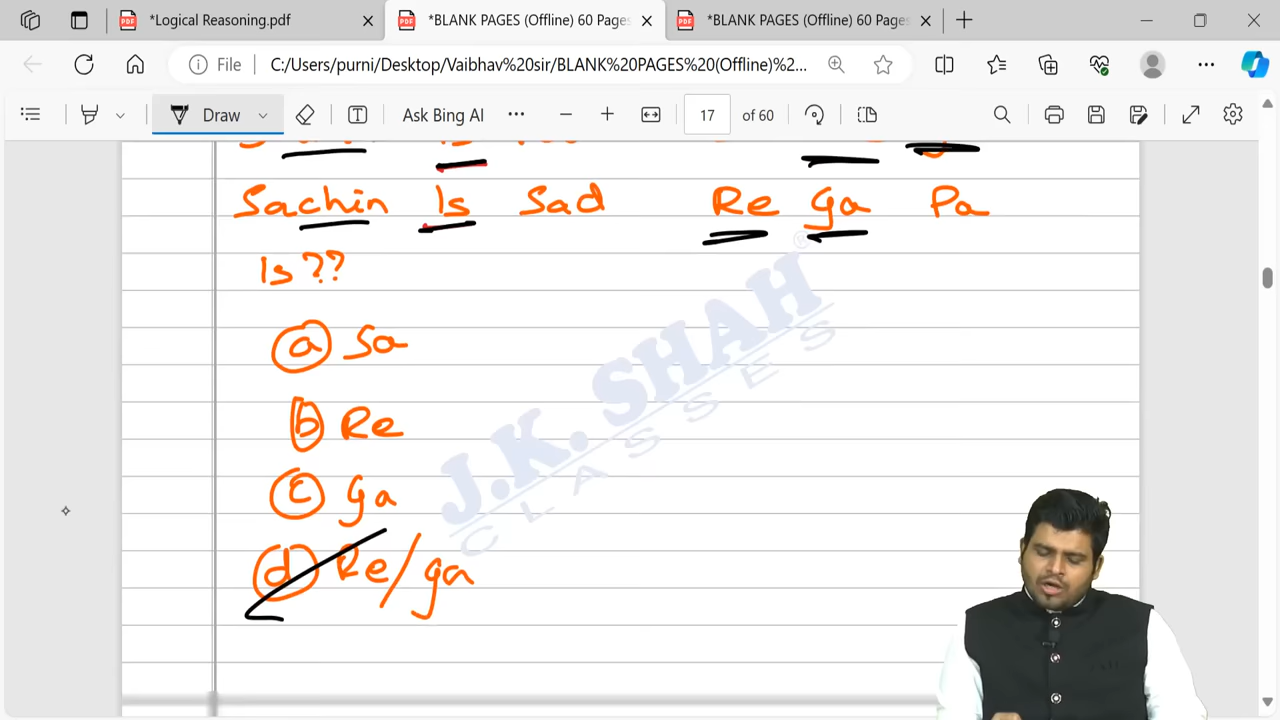 *Logical Reasoning.pdf
*BLANK PAGES (Offline) 60 Pages
*BLANK PAGES (Offline) 60 Pages
File
C:/Users/purni/Desktop/Vaibhav%20sir/BLANK%20PAGES%20(Offline)%2...
Draw
Ask Bing AI
17 of 60
Sachin Is Sad Re Ga Pa
Is ??
a Sa
b Re
c Ga
d Re/Ga
J.K. SHAH®
CLASSES